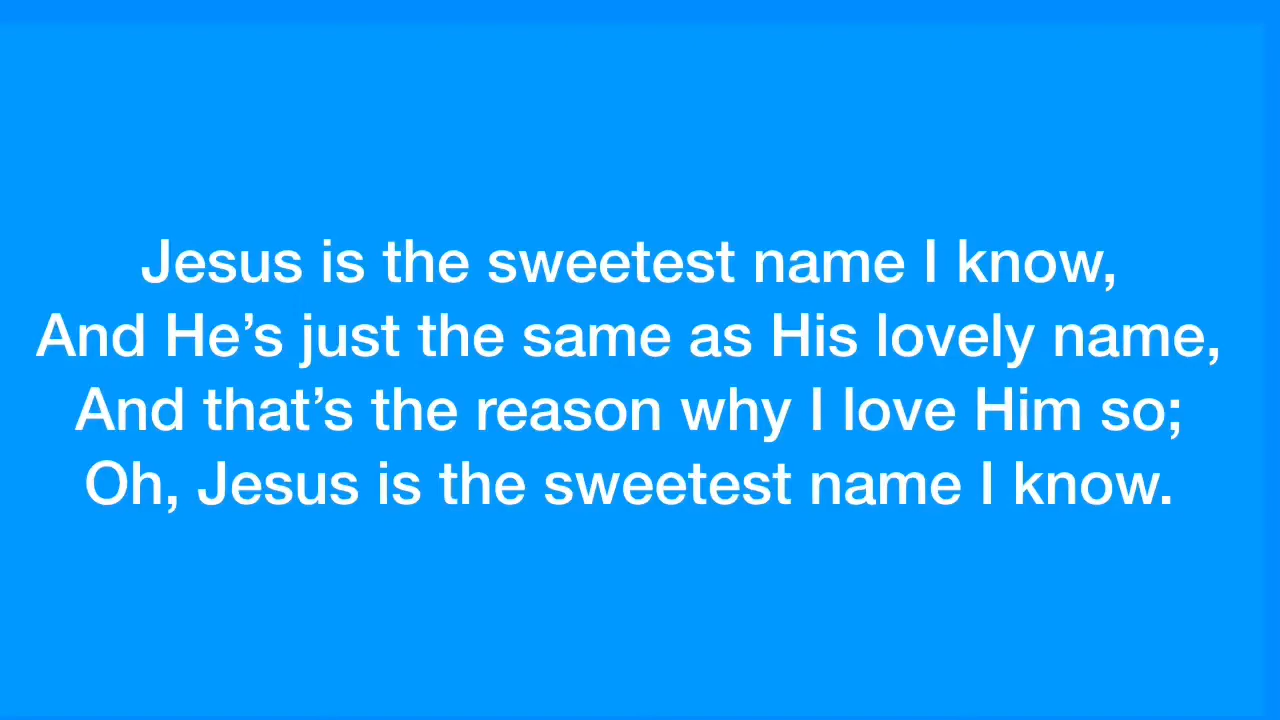 Jesus is the sweetest name I know,
And He’s just the same as His lovely name,
And that’s the reason why I love Him so;
Oh, Jesus is the sweetest name I know.